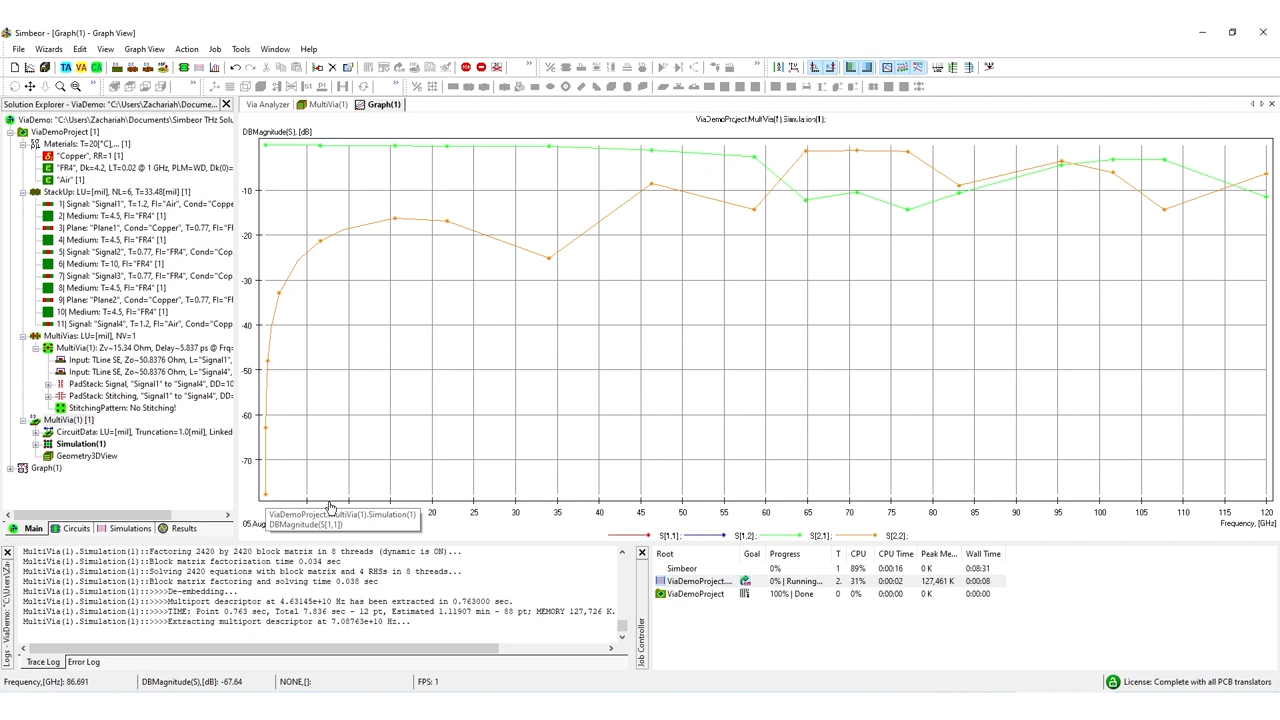 Simbeor - [Graph(1) - Graph View]
File Wizards Edit View Graph View Action Job Tools Window Help
TA VA CA
Solution Explorer - ViaDemo: "C:\Users\Zachariah\Docume...
Via Analyzer MultiVia(1) Graph(1)
ViaDemo: "C:\Users\Zachariah\Documents\Simbeor THz Solu
ViaDemoProject [1]
Materials: T=20[°C],... [1]
"Copper", RR=1 [1]
"FR4", Dk=4.2, LT=0.02 @ 1 GHz, PLM=WD, Dk(0)=
"Air" [1]
StackUp: LU=[mil], NL=6, T=33.48[mil] [1]
1| Signal: "Signal1", T=1.2, FI="Air", Cond="Coppe
2| Medium: T=4.5, FI="FR4" [1]
3| Plane: "Plane1", Cond="Copper", T=0.77, FI="FF
4| Medium: T=4.5, FI="FR4" [1]
5| Signal: "Signal2", T=0.77, FI="FR4", Cond="Cop
6| Medium: T=10, FI="FR4" [1]
7| Signal: "Signal3", T=0.77, FI="FR4", Cond="Cop
8| Medium: T=4.5, FI="FR4" [1]
9| Plane: "Plane2", Cond="Copper", T=0.77, FI="FF
10| Medium: T=4.5, FI="FR4" [1]
11| Signal: "Signal4", T=1.2, FI="Air", Cond="Copp
MultiVias: LU=[mil], NV=1
MultiVia(1): Zv~15.34 Ohm, Delay~5.837 ps @ Frq=
Input: TLine SE, Zo~50.8376 Ohm, L="Signal1",
Input: TLine SE, Zo~50.8376 Ohm, L="Signal4",
PadStack: Signal, "Signal1" to "Signal4", DD=10
PadStack: Stitching, "Signal1" to "Signal4", DD=
StitchingPattern: No Stitching!
MultiVia(1) [1]
CircuitData: LU=[mil], Truncation=1.0[mil], Linked
Simulation(1)
Geometry3DView
Graph(1)
Main Circuits Simulations Results
ViaDemoProject.MultiVia(1).Simulation(1);
DBMagnitude(S), [dB]
-10
-20
-30
-40
-50
-60
-70
20 25 30 35 40 45 50 55 60 65 70 75 80 85 90 95 100 105 110 115 120
05 Aug
Frequency, [GHz]
ViaDemoProject.MultiVia(1).Simulation(1)
DBMagnitude(S[1,1])
S[1,1]; S[1,2]; S[2,1]; S[2,2];
MultiVia(1).Simulation(1)::Factoring 2420 by 2420 block matrix in 8 threads (dynamic is ON)...
MultiVia(1).Simulation(1)::Block matrix factorization time 0.034 sec
MultiVia(1).Simulation(1)::Solving 2420 equations with block matrix and 4 RHSs in 8 threads...
MultiVia(1).Simulation(1)::Block matrix factoring and solving time 0.038 sec
MultiVia(1).Simulation(1)::>>>>De-embedding...
MultiVia(1).Simulation(1)::>>>>Multiport descriptor at 4.63145e+10 Hz has been extracted in 0.763000 sec.
MultiVia(1).Simulation(1)::>>>>TIME: Point 0.763 sec, Total 7.836 sec - 12 pt, Estimated 1.11907 min - 88 pt; MEMORY 127,726 K.
MultiVia(1).Simulation(1)::>>>>Extracting multiport descriptor at 7.08763e+10 Hz...
Logs - ViaDemo: "C:\Users\Za
Trace Log Error Log
Job Controller
Root Goal Progress T CPU CPU Time Peak Me... Wall Time
Simbeor 0% 1 89% 0:00:16 0 K 0:08:31
ViaDemoProject.... 0% | Running... 2. 31% 0:00:02 127,461 K 0:00:08
ViaDemoProject 100% | Done 0 0% 0:00:00 0 K 0:00:00
Frequency,[GHz]: 86.691 DBMagnitude(S),[dB]: -67.64 NONE,[]: FPS: 1 License: Complete with all PCB translators